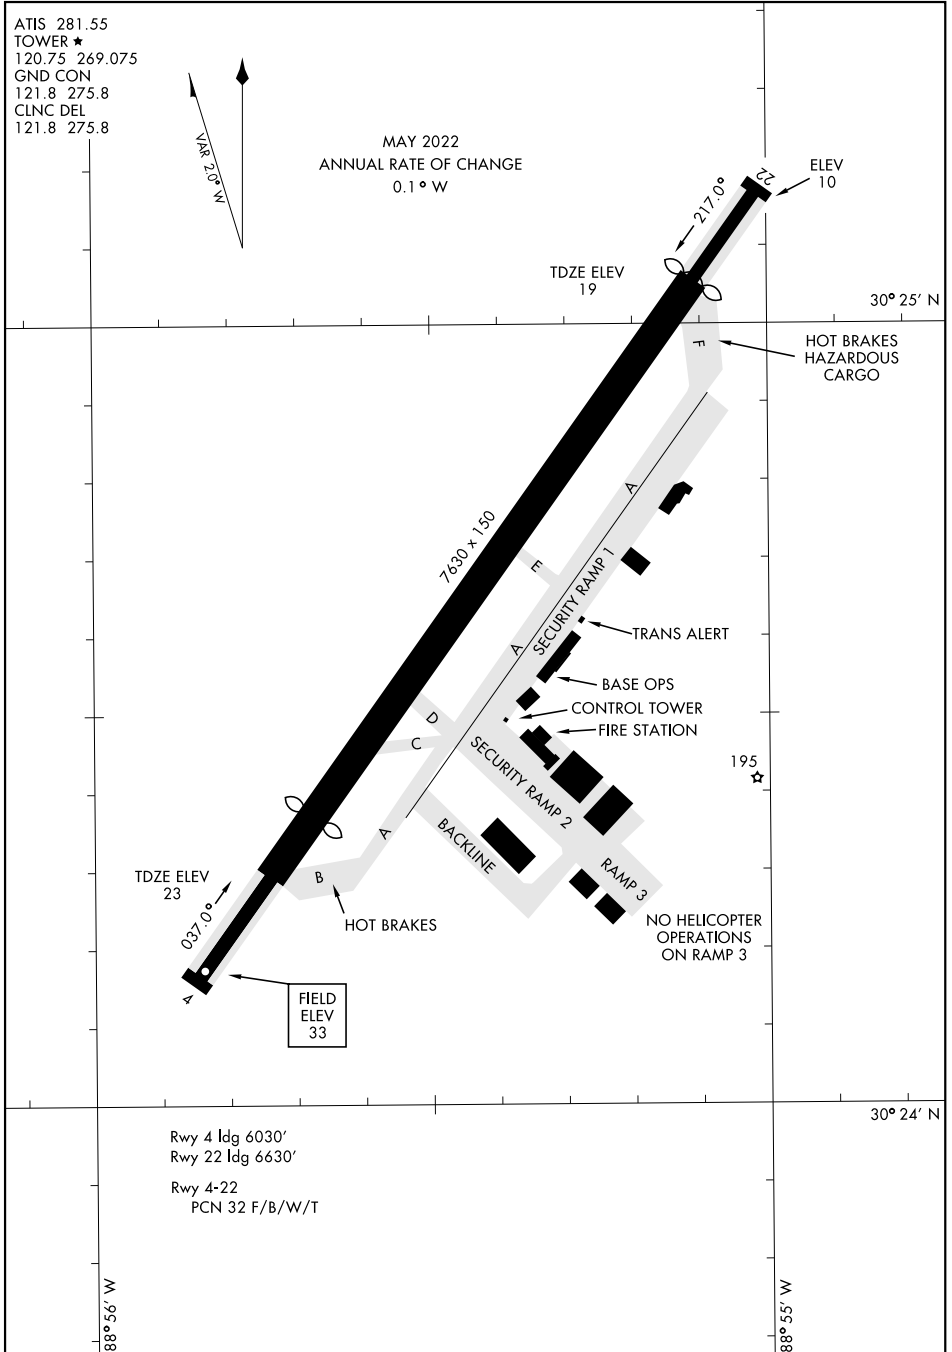 ATIS 281.55
TOWER ★
120.75 269.075
GND CON
121.8 275.8
CLNC DEL
121.8 275.8
VAR 2.0° W
MAY 2022
ANNUAL RATE OF CHANGE
0.1° W
22
ELEV
10
217.0°
TDZE ELEV
19
30° 25' N
F
HOT BRAKES
HAZARDOUS
CARGO
A
7630 x 150
E
SECURITY RAMP 1
TRANS ALERT
A
BASE OPS
CONTROL TOWER
FIRE STATION
D
C
SECURITY RAMP 2
195
A
BACKLINE
RAMP 3
TDZE ELEV
23
B
HOT BRAKES
037.0°
NO HELICOPTER
OPERATIONS
ON RAMP 3
4
FIELD
ELEV
33
30° 24' N
Rwy 4 ldg 6030'
Rwy 22 ldg 6630'
Rwy 4-22
PCN 32 F/B/W/T
88° 56' W
88° 55' W